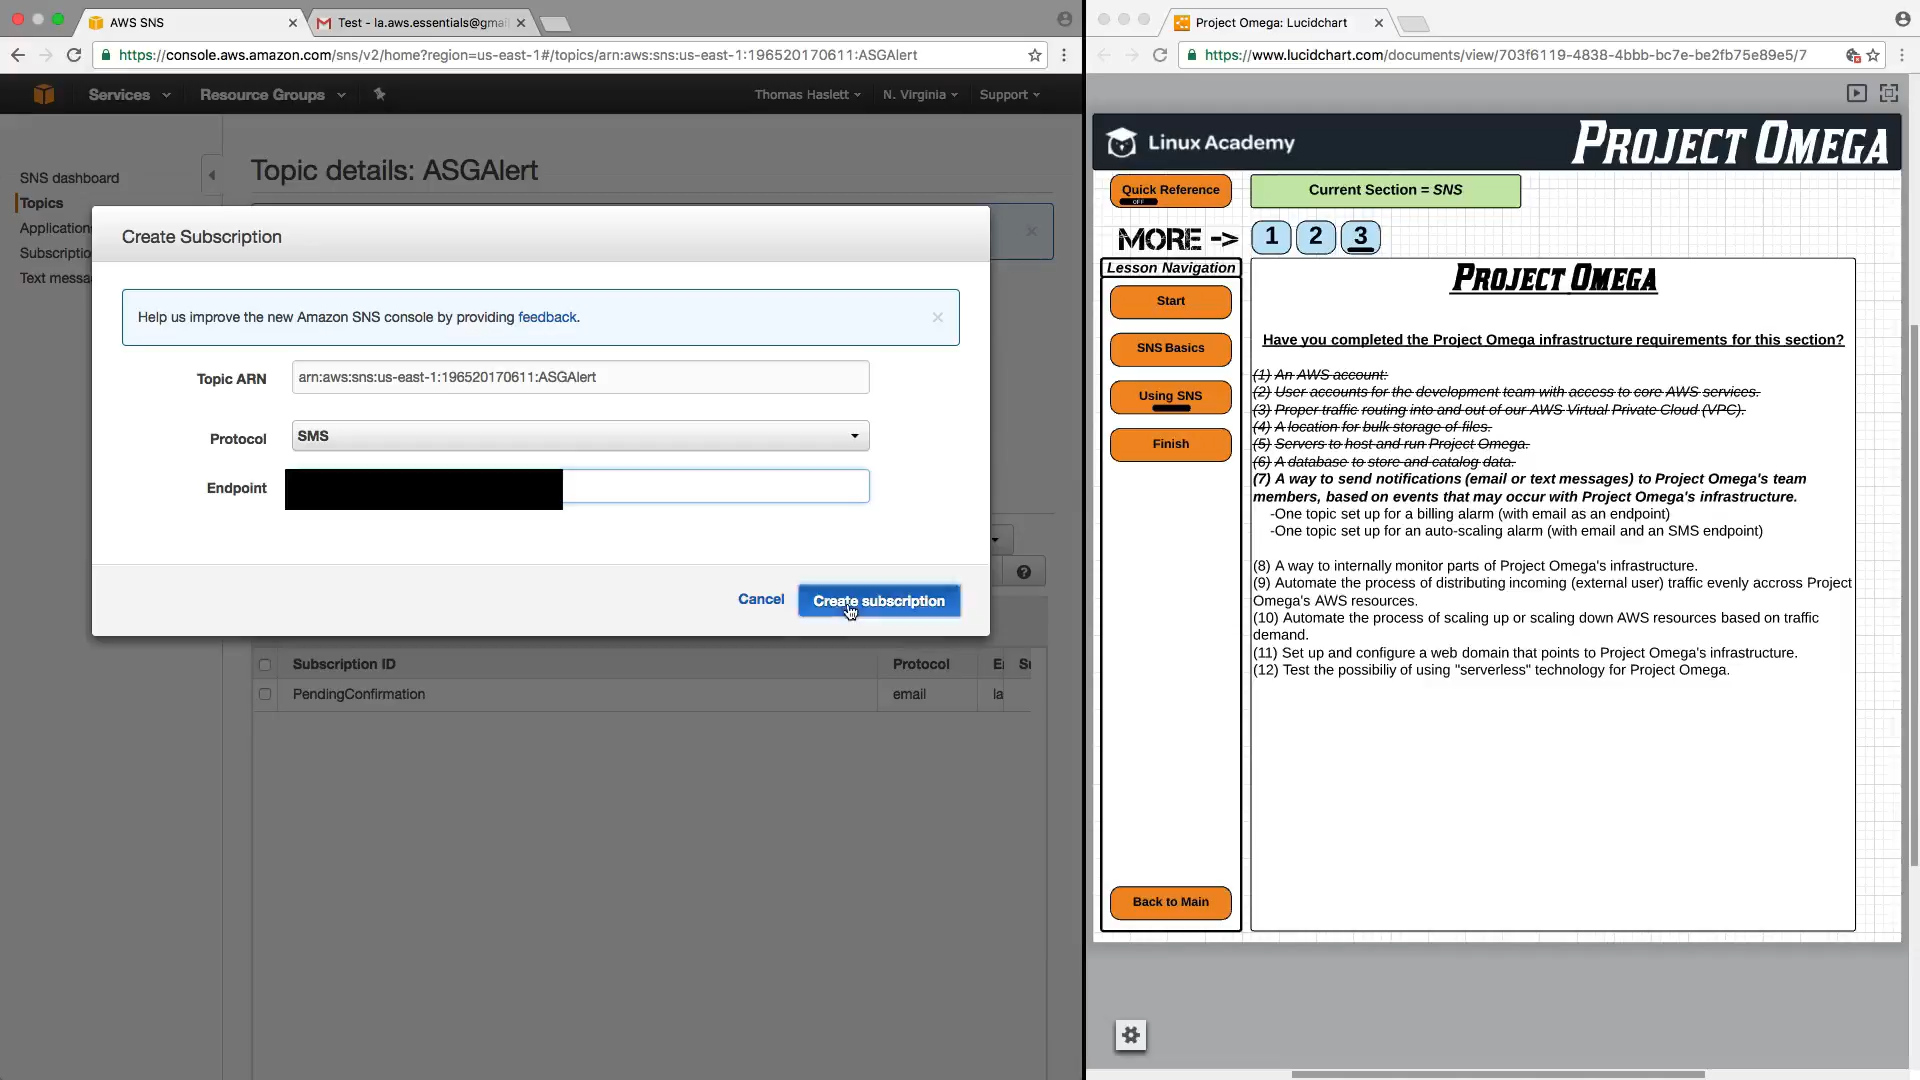 AWS SNS
Test - la.aws.essentials@gmai
https://console.aws.amazon.com/sns/v2/home?region=us-east-1#/topics/arn:aws:sns:us-east-1:196520170611:ASGAlert
Services
Resource Groups
Thomas Haslett
N. Virginia
Support
SNS dashboard
Topics
Application
Subscriptio
Text messa
Topic details: ASGAlert
Create Subscription
Help us improve the new Amazon SNS console by providing feedback.
Topic ARN
arn:aws:sns:us-east-1:196520170611:ASGAlert
Protocol
SMS
Endpoint
Cancel
Create subscription
Subscription ID
Protocol
Su
PendingConfirmation
email
la
Project Omega: Lucidchart
https://www.lucidchart.com/documents/view/703f6119-4838-4bbb-bc7e-be2fb75e89e5/7
Linux Academy
PROJECT OMEGA
Quick Reference
OFF
Current Section = SNS
MORE ->
1
2
3
Lesson Navigation
Start
SNS Basics
Using SNS
Finish
Back to Main
PROJECT OMEGA
Have you completed the Project Omega infrastructure requirements for this section?
(1) An AWS account.
(2) User accounts for the development team with access to core AWS services.
(3) Proper traffic routing into and out of our AWS Virtual Private Cloud (VPC).
(4) A location for bulk storage of files.
(5) Servers to host and run Project Omega.
(6) A database to store and catalog data.
(7) A way to send notifications (email or text messages) to Project Omega's team
members, based on events that may occur with Project Omega's infrastructure.
-One topic set up for a billing alarm (with email as an endpoint)
-One topic set up for an auto-scaling alarm (with email and an SMS endpoint)
(8) A way to internally monitor parts of Project Omega's infrastructure.
(9) Automate the process of distributing incoming (external user) traffic evenly accross Project
Omega's AWS resources.
(10) Automate the process of scaling up or scaling down AWS resources based on traffic
demand.
(11) Set up and configure a web domain that points to Project Omega's infrastructure.
(12) Test the possibiliy of using "serverless" technology for Project Omega.